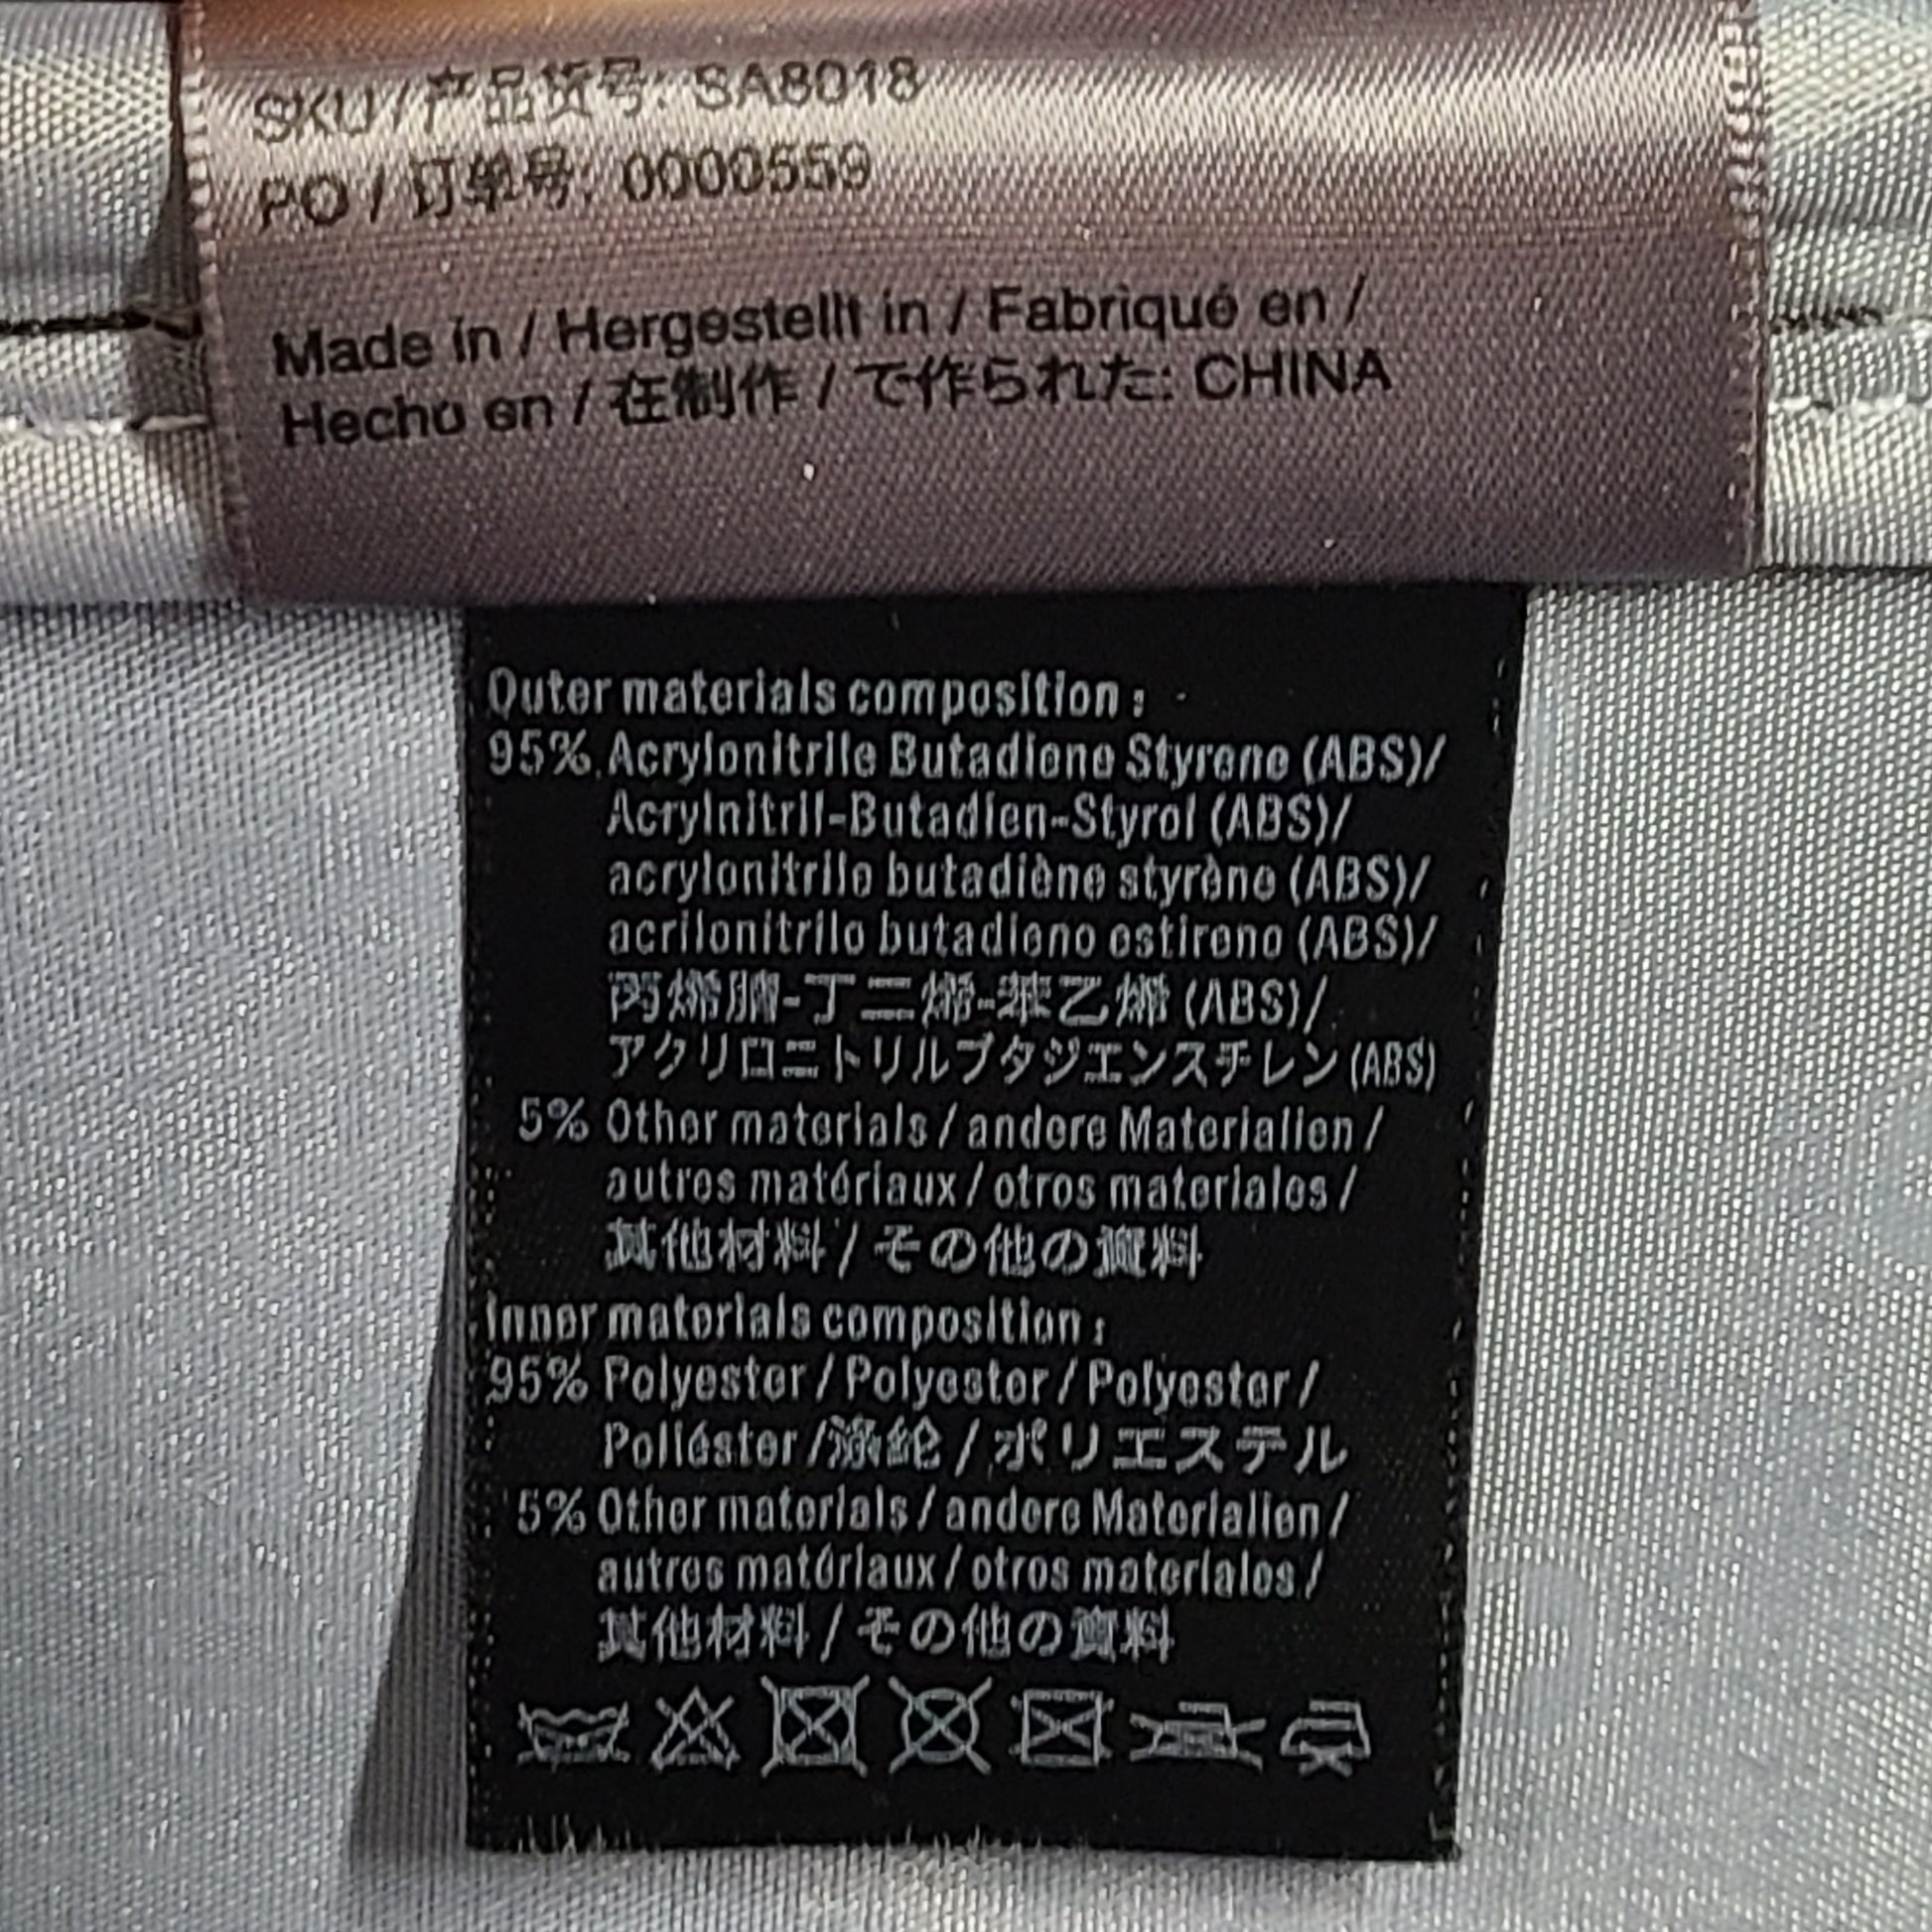 SKU / 产品货号: SA8018
PO / 订单号: 0000559
Made in / Hergestellt in / Fabriqué en /
Hecho en / 在制作 / で作られた: CHINA
Outer materials composition :
95% Acrylonitrile Butadiene Styrene (ABS)/
Acrylnitril-Butadien-Styrol (ABS)/
acrylonitrile butadiène styrène (ABS)/
acrilonitrilo butadieno estireno (ABS)/
丙烯腈-丁二烯-苯乙烯 (ABS)/
アクリロニトリルブタジエンスチレン (ABS)
5% Other materials / andere Materialien /
autres matériaux / otros materiales /
其他材料 / その他の資料
Inner materials composition :
95% Polyester / Polyester / Polyester /
Poliéster /涤纶 / ポリエステル
5% Other materials / andere Materialien /
autres matériaux / otros materiales /
其他材料 / その他の資料